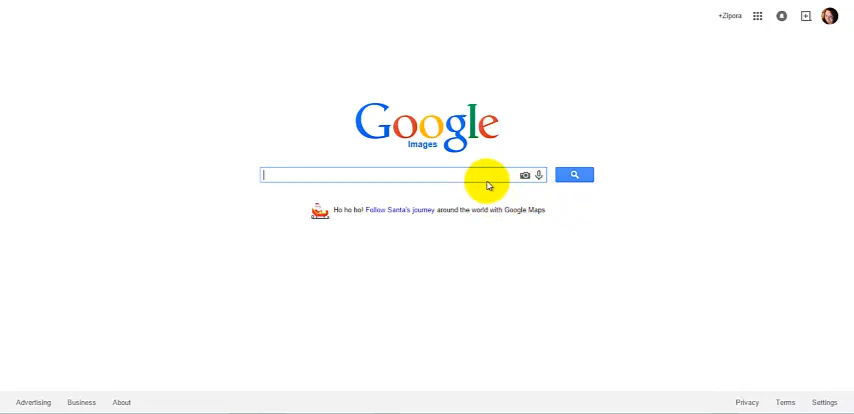 +Zipora
Google
Images
Ho ho ho! Follow Santa's journey around the world with Google Maps
Advertising Business About Privacy Terms Settings